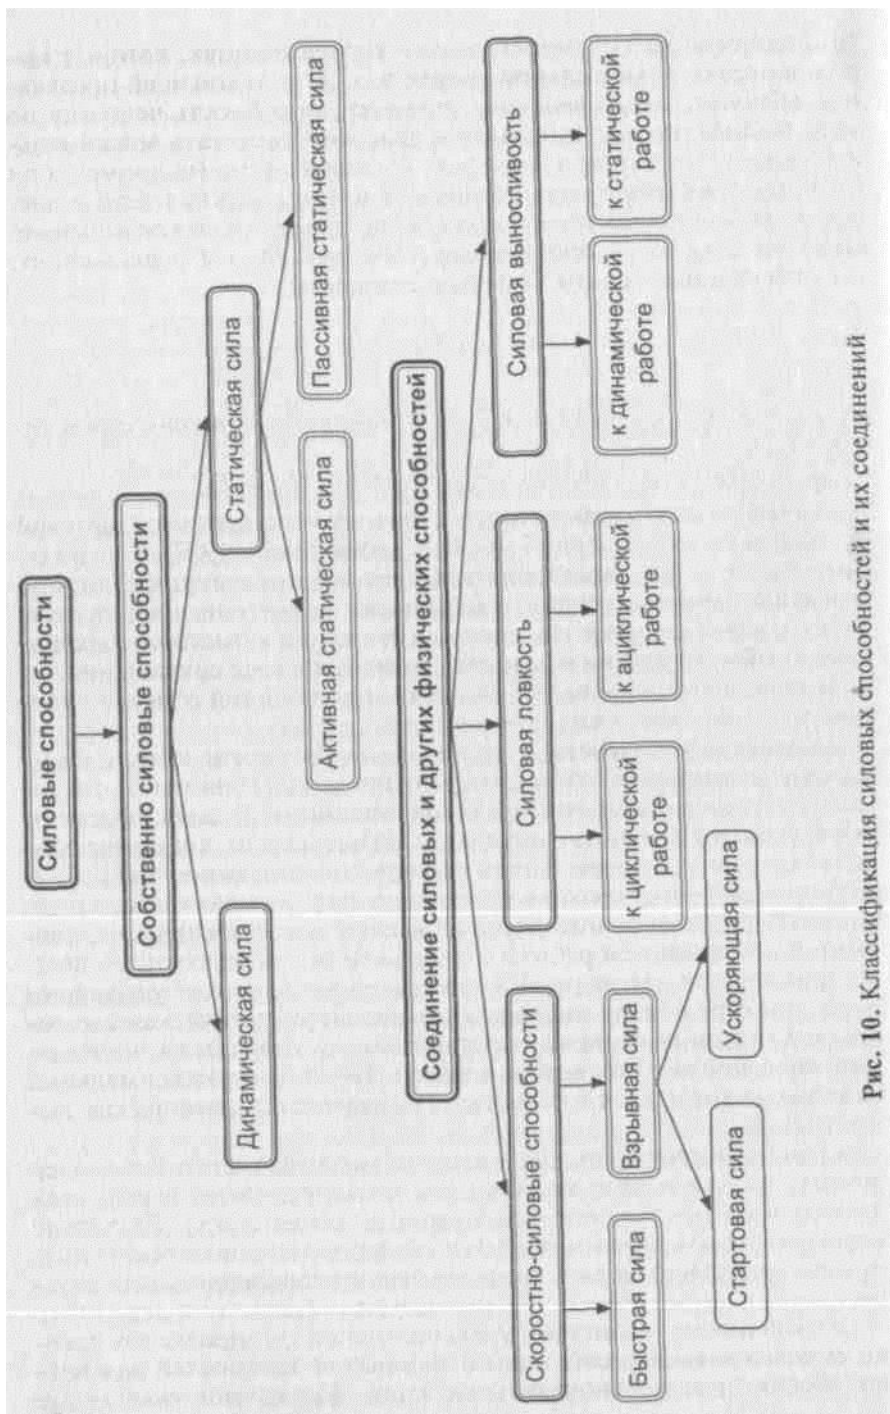 Силовые способности
Собственно силовые способности
Динамическая сила
Статическая сила
Активная статическая сила
Пассивная статическая сила
Соединение силовых и других физических способностей
Скоростно-силовые способности
Силовая ловкость
Силовая выносливость
Быстрая сила
Взрывная сила
к циклической
работе
к ациклической
работе
к динамической
работе
к статической
работе
Стартовая сила
Ускоряющая сила
Рис. 10. Классификация силовых способностей и их соединений